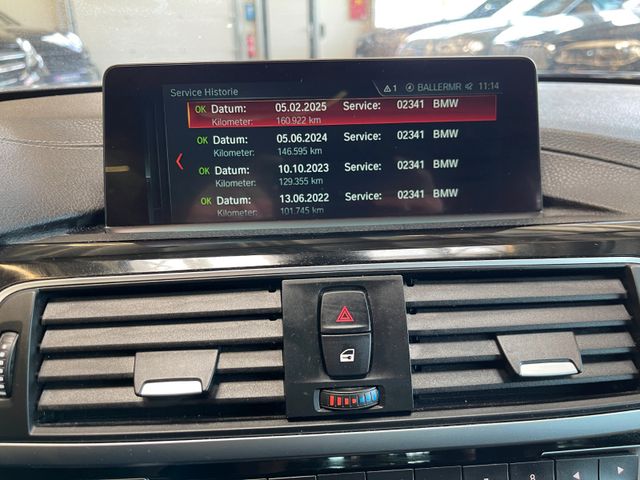 Service Historie 1 BALLERMR 11:14
OK Datum: 05.02.2025 Service: 02341 BMW
Kilometer: 160.922 km
OK Datum: 05.06.2024 Service: 02341 BMW
Kilometer: 146.595 km
OK Datum: 10.10.2023 Service: 02341 BMW
Kilometer: 129.355 km
OK Datum: 13.06.2022 Service: 02341 BMW
Kilometer: 101.745 km
8